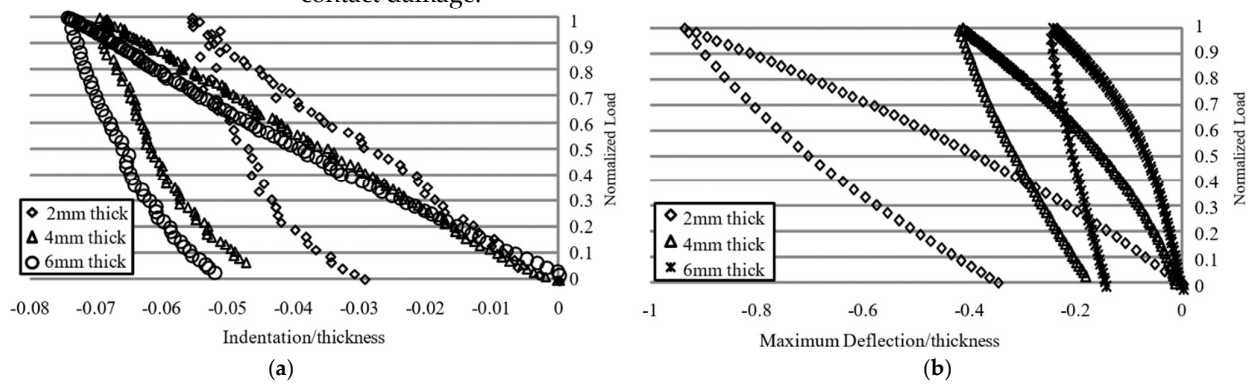 contact damage.
1
0.9
0.8
0.7
0.6
0.5
0.4
0.3
0.2
0.1
0
Normalized Load
2mm thick
4mm thick
6mm thick
-0.08 -0.07 -0.06 -0.05 -0.04 -0.03 -0.02 -0.01 0
Indentation/thickness
(a)
1
0.9
0.8
0.7
0.6
0.5
0.4
0.3
0.2
0.1
0
Normalized Load
2mm thick
4mm thick
6mm thick
-1 -0.8 -0.6 -0.4 -0.2 0
Maximum Deflection/thickness
(b)